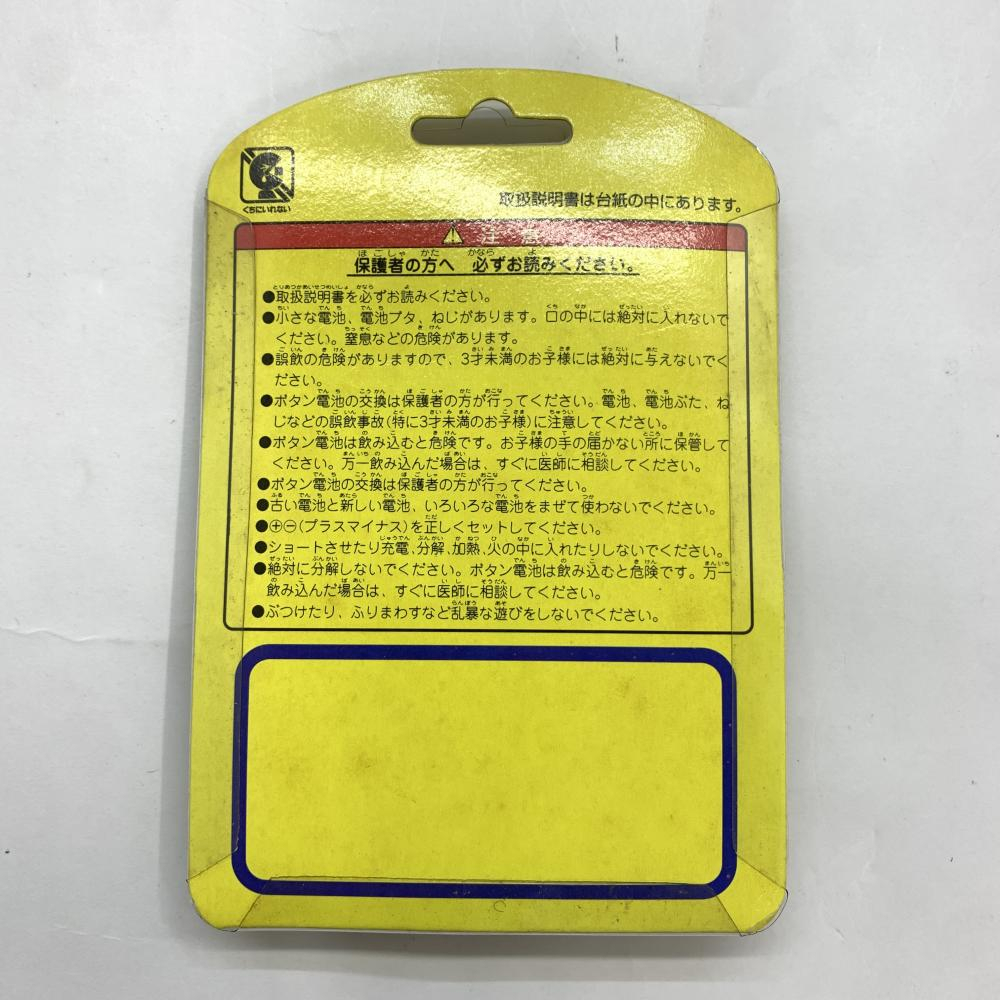 くちにいれない
取扱説明書は台紙の中にあります。
注意
保護者の方へ 必ずお読みください。
●取扱説明書を必ずお読みください。
●小さな電池、電池ブタ、ねじがあります。口の中には絶対に入れないで
ください。窒息などの危険があります。
●誤飲の危険がありますので、3才未満のお子様には絶対に与えないでく
ださい。
●ボタン電池の交換は保護者の方が行ってください。電池、電池ぶた、ね
じなどの誤飲事故(特に3才未満のお子様)に注意してください。
●ボタン電池は飲み込むと危険です。お子様の手の届かない所に保管して
ください。万一飲み込んだ場合は、すぐに医師に相談してください。
●ボタン電池の交換は保護者の方が行ってください。
●古い電池と新しい電池、いろいろな電池をまぜて使わないでください。
●⊕⊖(プラスマイナス)を正しくセットしてください。
●ショートさせたり充電、分解、加熱、火の中に入れたりしないでください。
●絶対に分解しないでください。ボタン電池は飲み込むと危険です。万一
飲み込んだ場合は、すぐに医師に相談してください。
●ぶつけたり、ふりまわすなど乱暴な遊びをしないでください。